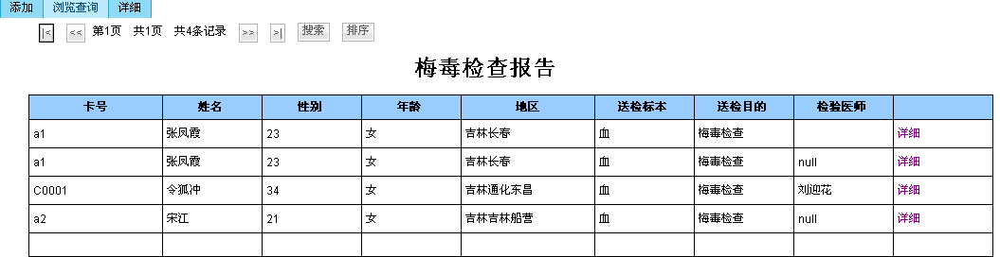 添加 浏览查询 详细
|< << 第1页 共1页 共4条记录 >> >| 搜索 排序
梅毒检查报告
卡号 姓名 性别 年龄 地区 送检标本 送检目的 检验医师
a1 张凤霞 23 女 吉林长春 血 梅毒检查 详细
a1 张凤霞 23 女 吉林长春 血 梅毒检查 null 详细
C0001 令狐冲 34 女 吉林通化东昌 血 梅毒检查 刘迎花 详细
a2 宋江 21 女 吉林吉林船营 血 梅毒检查 null 详细